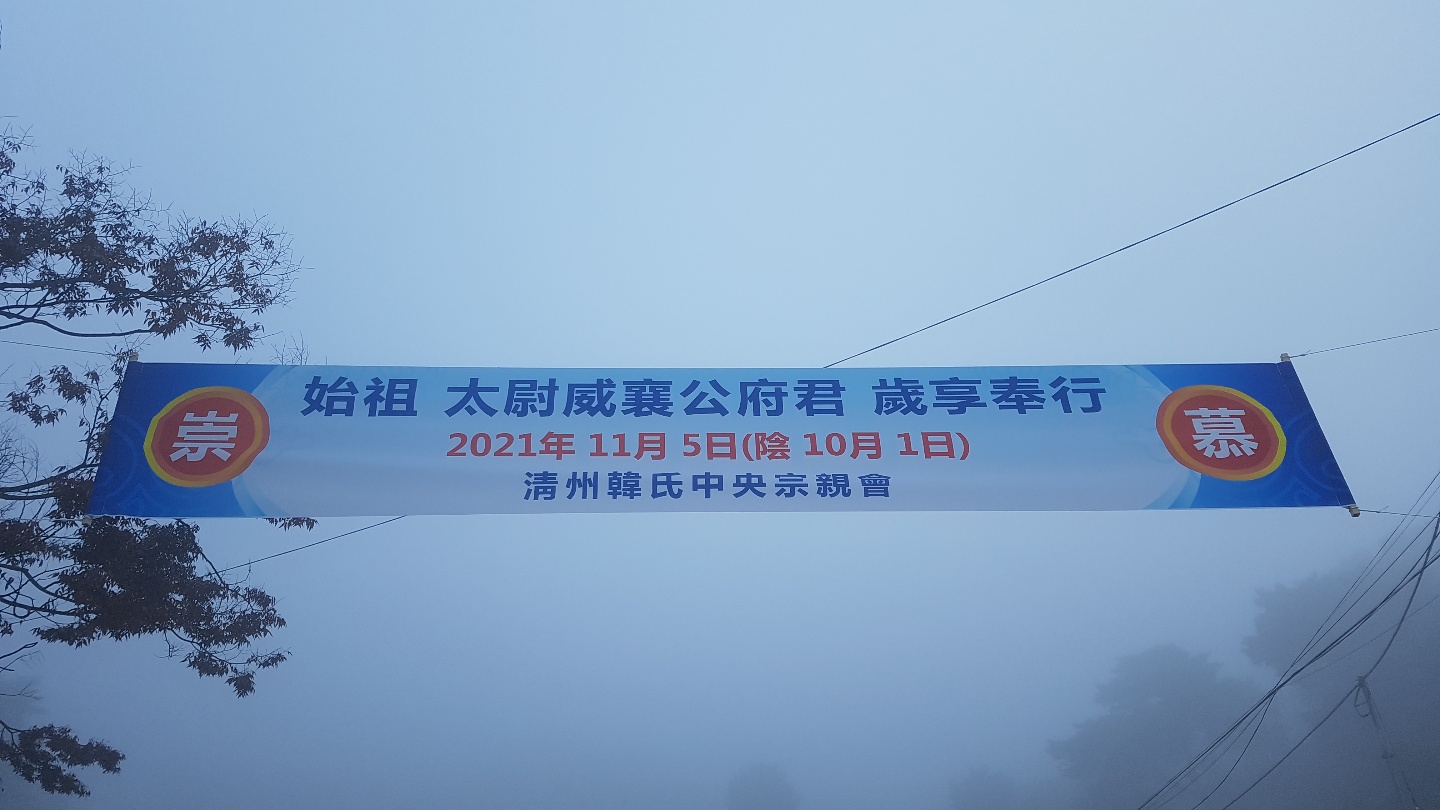 崇
始祖 太尉威襄公府君 歲享奉行
2021年 11月 5日(陰 10月 1日)
淸州韓氏中央宗親會
慕